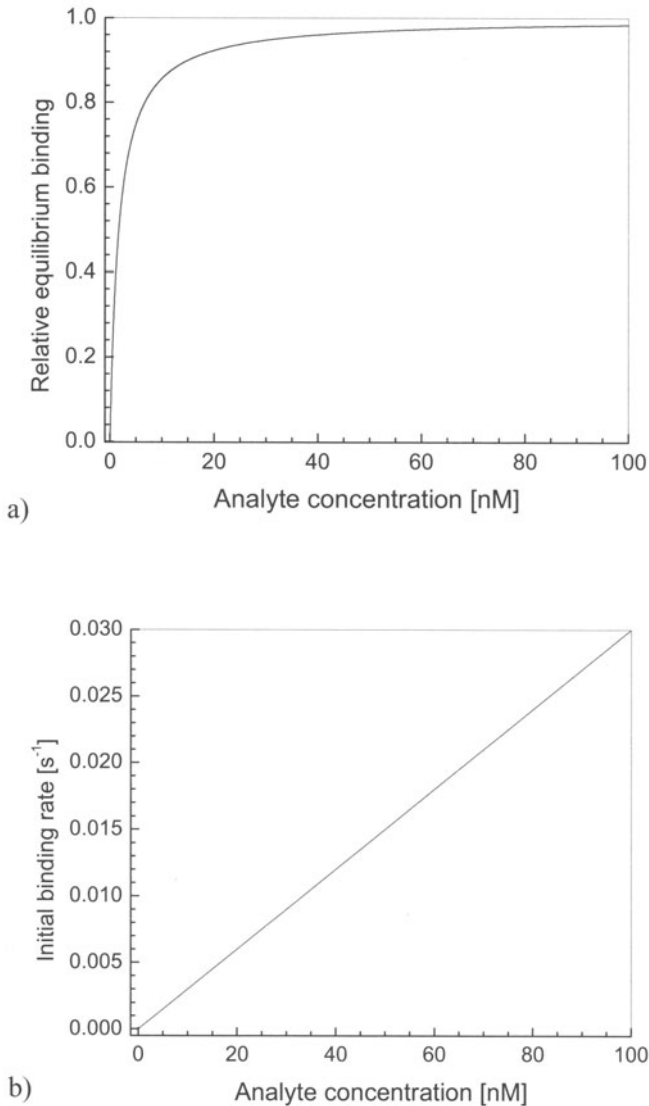 1.0
0.8
0.6
0.4
0.2
0.0
Relative equilibrium binding
0 20 40 60 80 100
Analyte concentration [nM]
a)
0.030
0.025
0.020
0.015
0.010
0.005
0.000
Initial binding rate [s⁻¹]
0 20 40 60 80 100
Analyte concentration [nM]
b)